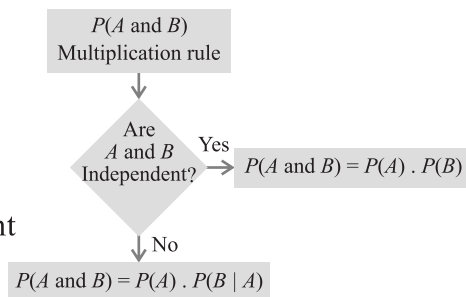 P(A and B)
Multiplication rule
Are
A and B
Independent?
Yes
P(A and B) = P(A) . P(B)
No
P(A and B) = P(A) . P(B | A)